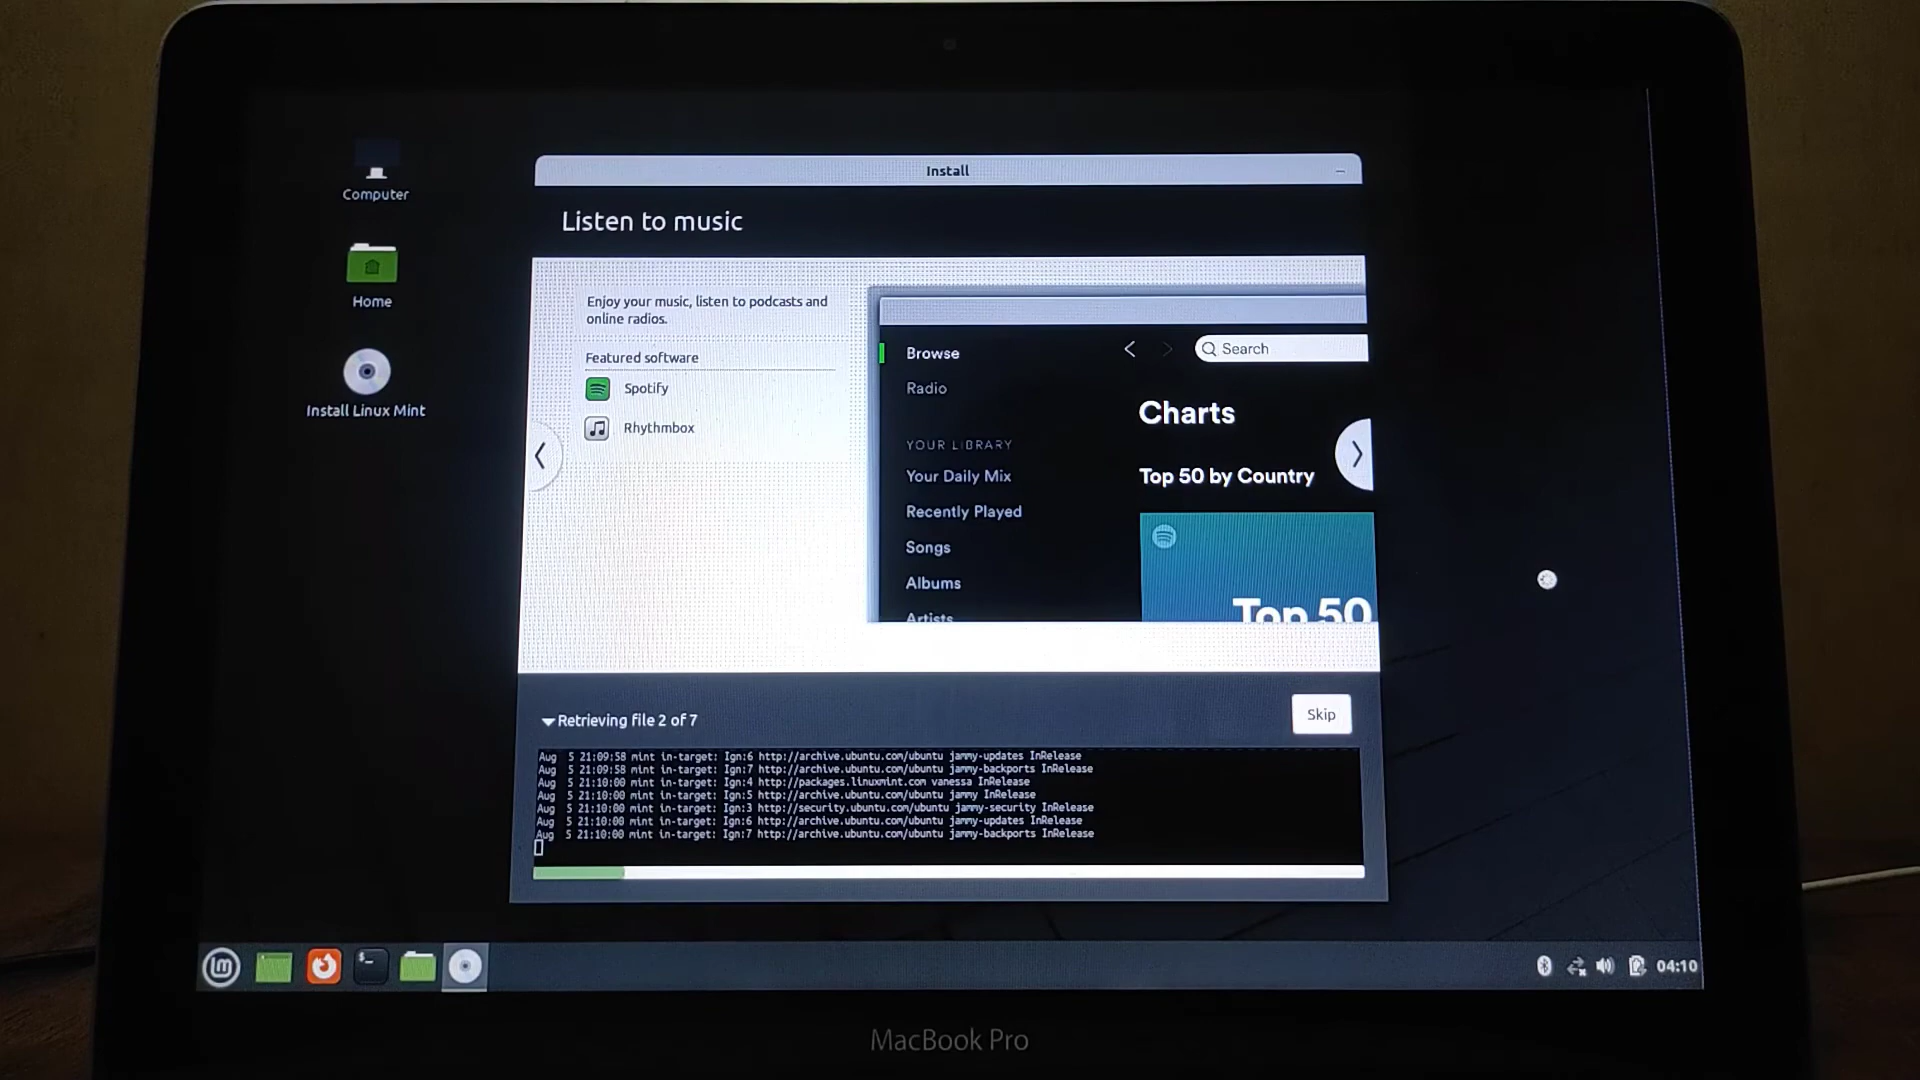 Computer
Home
Install Linux Mint
Install
Listen to music
Enjoy your music, listen to podcasts and
online radios.
Featured software
Spotify
Rhythmbox
Browse
Radio
YOUR LIBRARY
Your Daily Mix
Recently Played
Songs
Albums
Artists
Search
Charts
Top 50 by Country
Top 50
Retrieving file 2 of 7
Skip
Aug  5 21:09:58 mint in-target: Ign:6 http://archive.ubuntu.com/ubuntu jammy-updates InRelease
Aug  5 21:09:58 mint in-target: Ign:7 http://archive.ubuntu.com/ubuntu jammy-backports InRelease
Aug  5 21:10:00 mint in-target: Ign:4 http://packages.linuxmint.com vanessa InRelease
Aug  5 21:10:00 mint in-target: Ign:5 http://archive.ubuntu.com/ubuntu jammy InRelease
Aug  5 21:10:00 mint in-target: Ign:3 http://security.ubuntu.com/ubuntu jammy-security InRelease
Aug  5 21:10:00 mint in-target: Ign:6 http://archive.ubuntu.com/ubuntu jammy-updates InRelease
Aug  5 21:10:00 mint in-target: Ign:7 http://archive.ubuntu.com/ubuntu jammy-backports InRelease
lm
$_
04:10
MacBook Pro